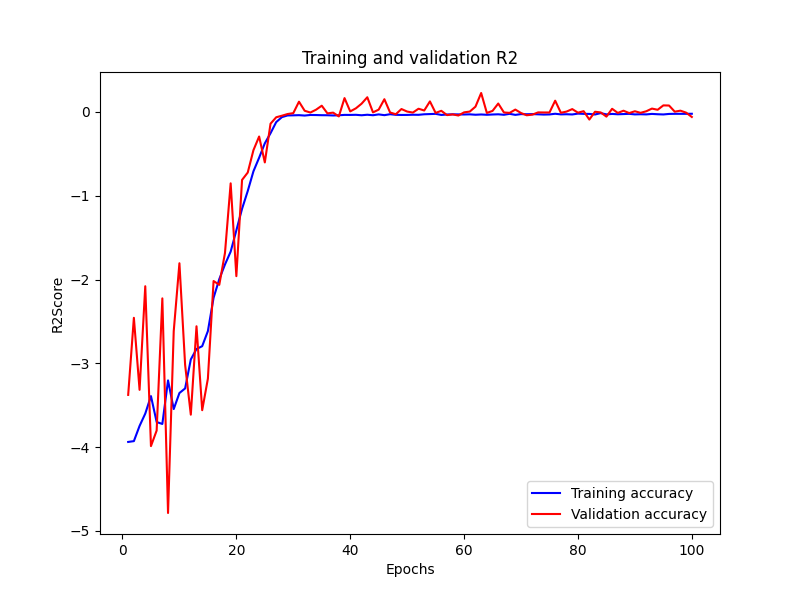 Training and validation R2
0
−1
−2
−3
−4
−5
R2Score
0 20 40 60 80 100
Epochs
Training accuracy
Validation accuracy